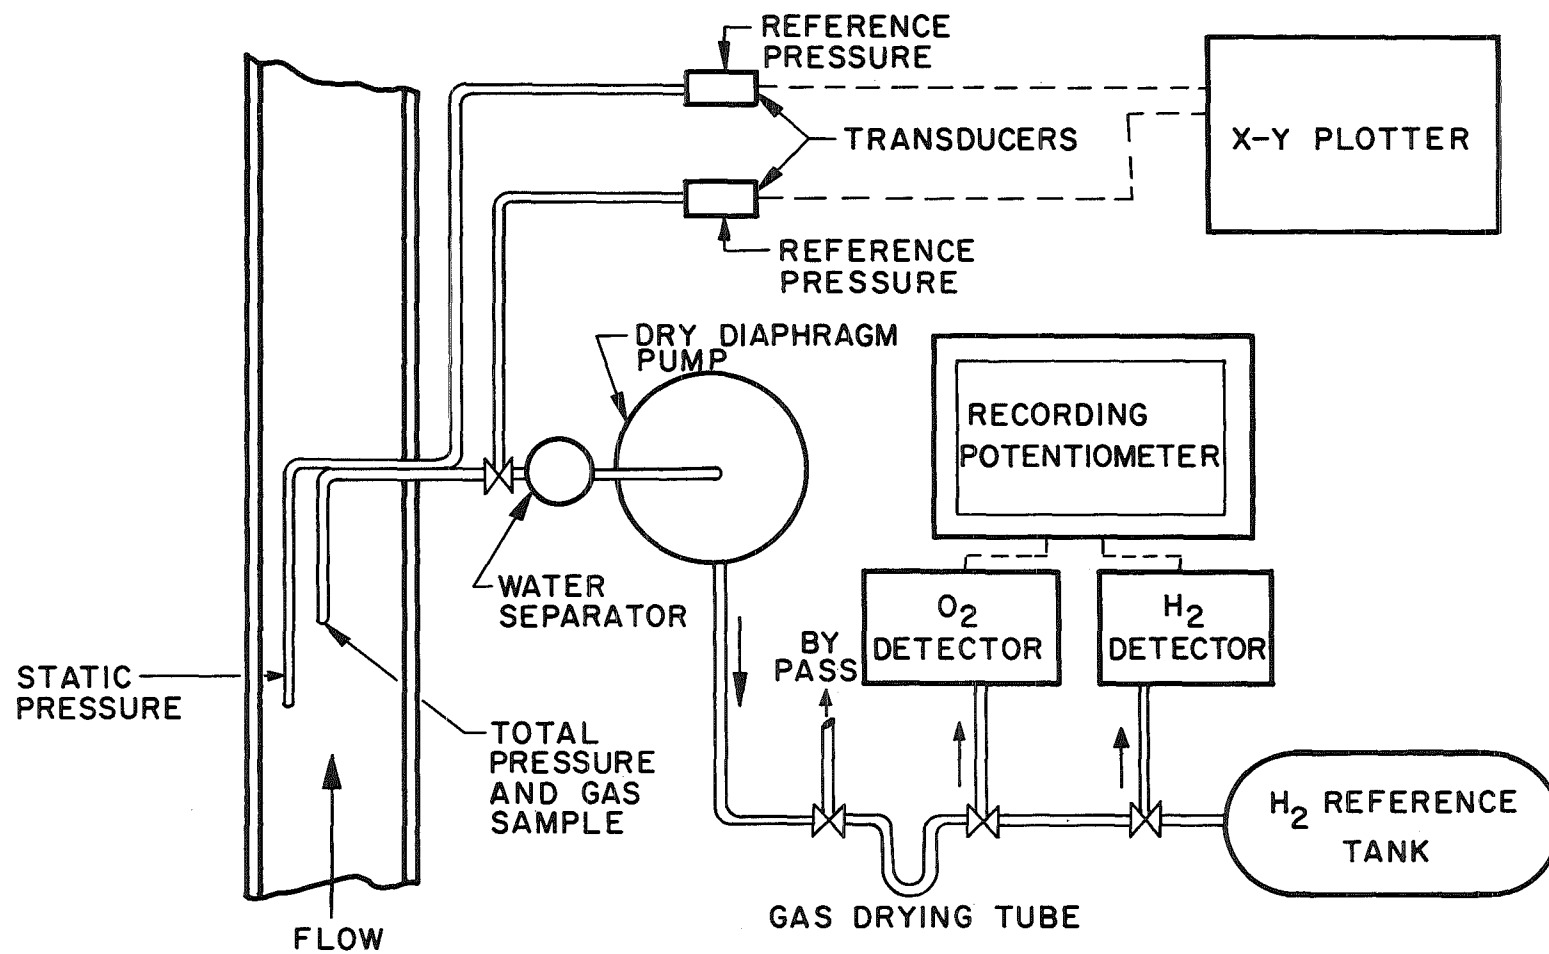 REFERENCE
PRESSURE
TRANSDUCERS
X-Y PLOTTER
REFERENCE
PRESSURE
DRY DIAPHRAGM
PUMP
RECORDING
POTENTIOMETER
WATER
SEPARATOR
O2
DETECTOR
H2
DETECTOR
BY
PASS
STATIC
PRESSURE
TOTAL
PRESSURE
AND GAS
SAMPLE
H2 REFERENCE
TANK
GAS DRYING TUBE
FLOW